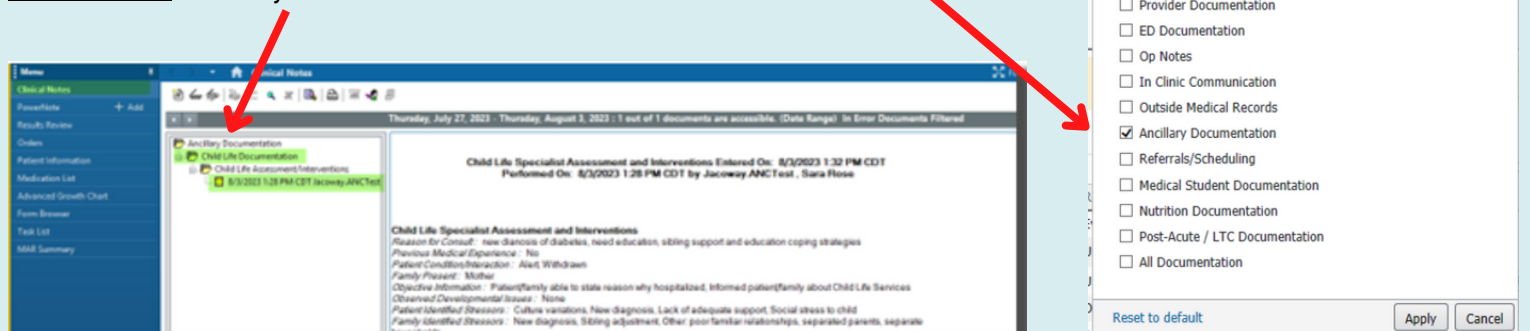 Menu
Clinical Notes
PowerNote + Add
Results Review
Orders
Patient Information
Medication List
Advanced Growth Chart
Form Browser
Task List
MAR Summary
Clinical Notes
Thursday, July 27, 2023 - Thursday, August 3, 2023 : 1 out of 1 documents are accessible. (Date Range) In Error Documents Filtered
Ancillary Documentation
Child Life Documentation
Child Life Assessment/Interventions
8/3/2023 1:28 PM CDT Jacoway.ANCTest
Child Life Specialist Assessment and Interventions Entered On: 8/3/2023 1:32 PM CDT
Performed On: 8/3/2023 1:28 PM CDT by Jacoway.ANCTest , Sara Rose
Child Life Specialist Assessment and Interventions
Reason for Consult : new dianosis of diabetes, need education, sibling support and education coping strategies
Previous Medical Experience : No
Patient Condition/Interaction : Alert, Withdrawn
Family Present : Mother
Objective Information : Patient/family able to state reason why hospitalized, Informed patient/family about Child Life Services
Observed Developmental Issues : None
Patient Identified Stressors : Culture variations, New diagnosis, Lack of adequate support, Social stress to child
Family Identified Stressors : New diagnosis, Sibling adjustment, Other: poor familiar relationships, separated parents, separate
Provider Documentation
ED Documentation
Op Notes
In Clinic Communication
Outside Medical Records
Ancillary Documentation
Referrals/Scheduling
Medical Student Documentation
Nutrition Documentation
Post-Acute / LTC Documentation
All Documentation
Reset to default
Apply
Cancel